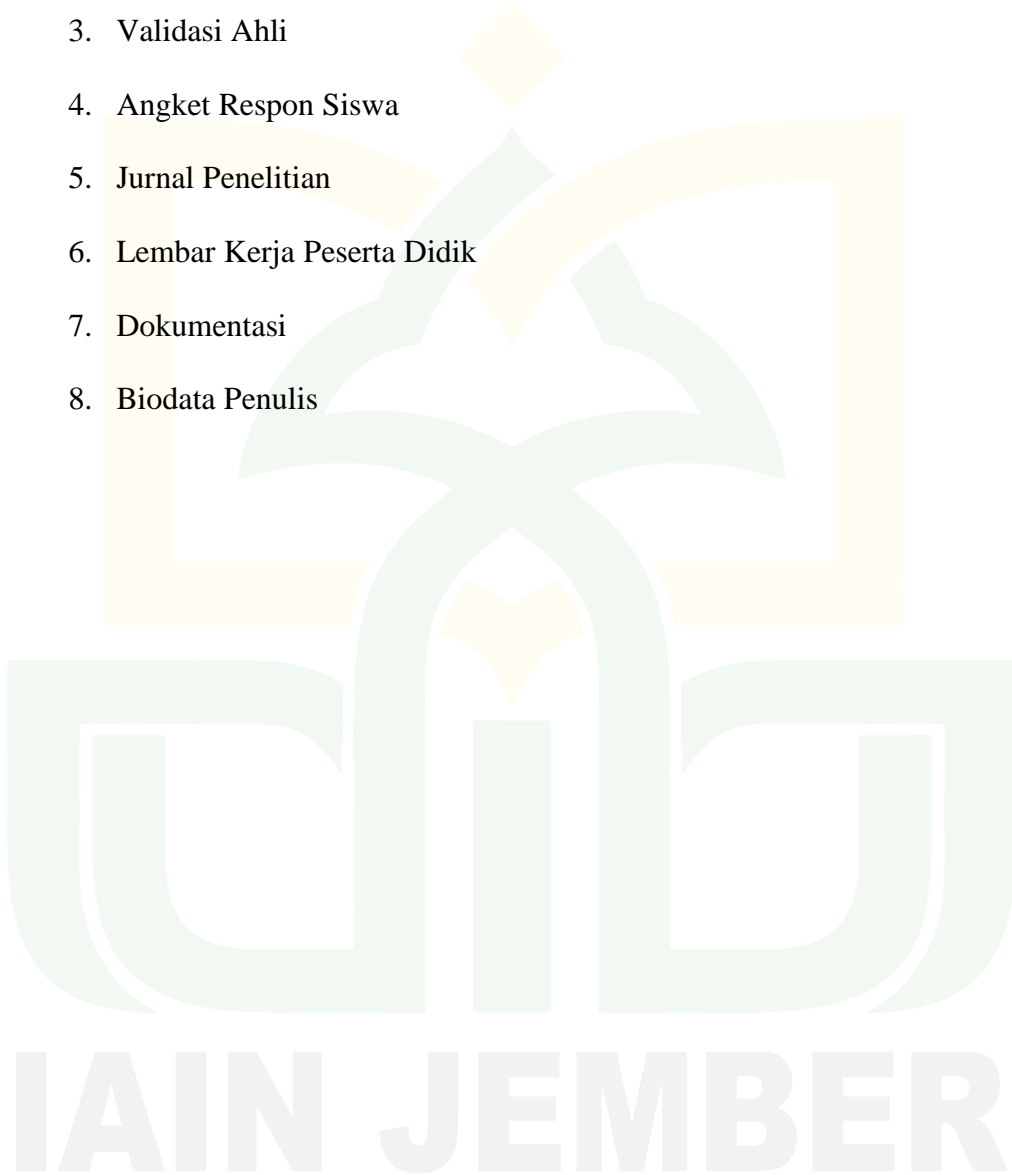 3. Validasi Ahli
4. Angket Respon Siswa
5. Jurnal Penelitian
6. Lembar Kerja Peserta Didik
7. Dokumentasi
8. Biodata Penulis
IAIN JEMBER